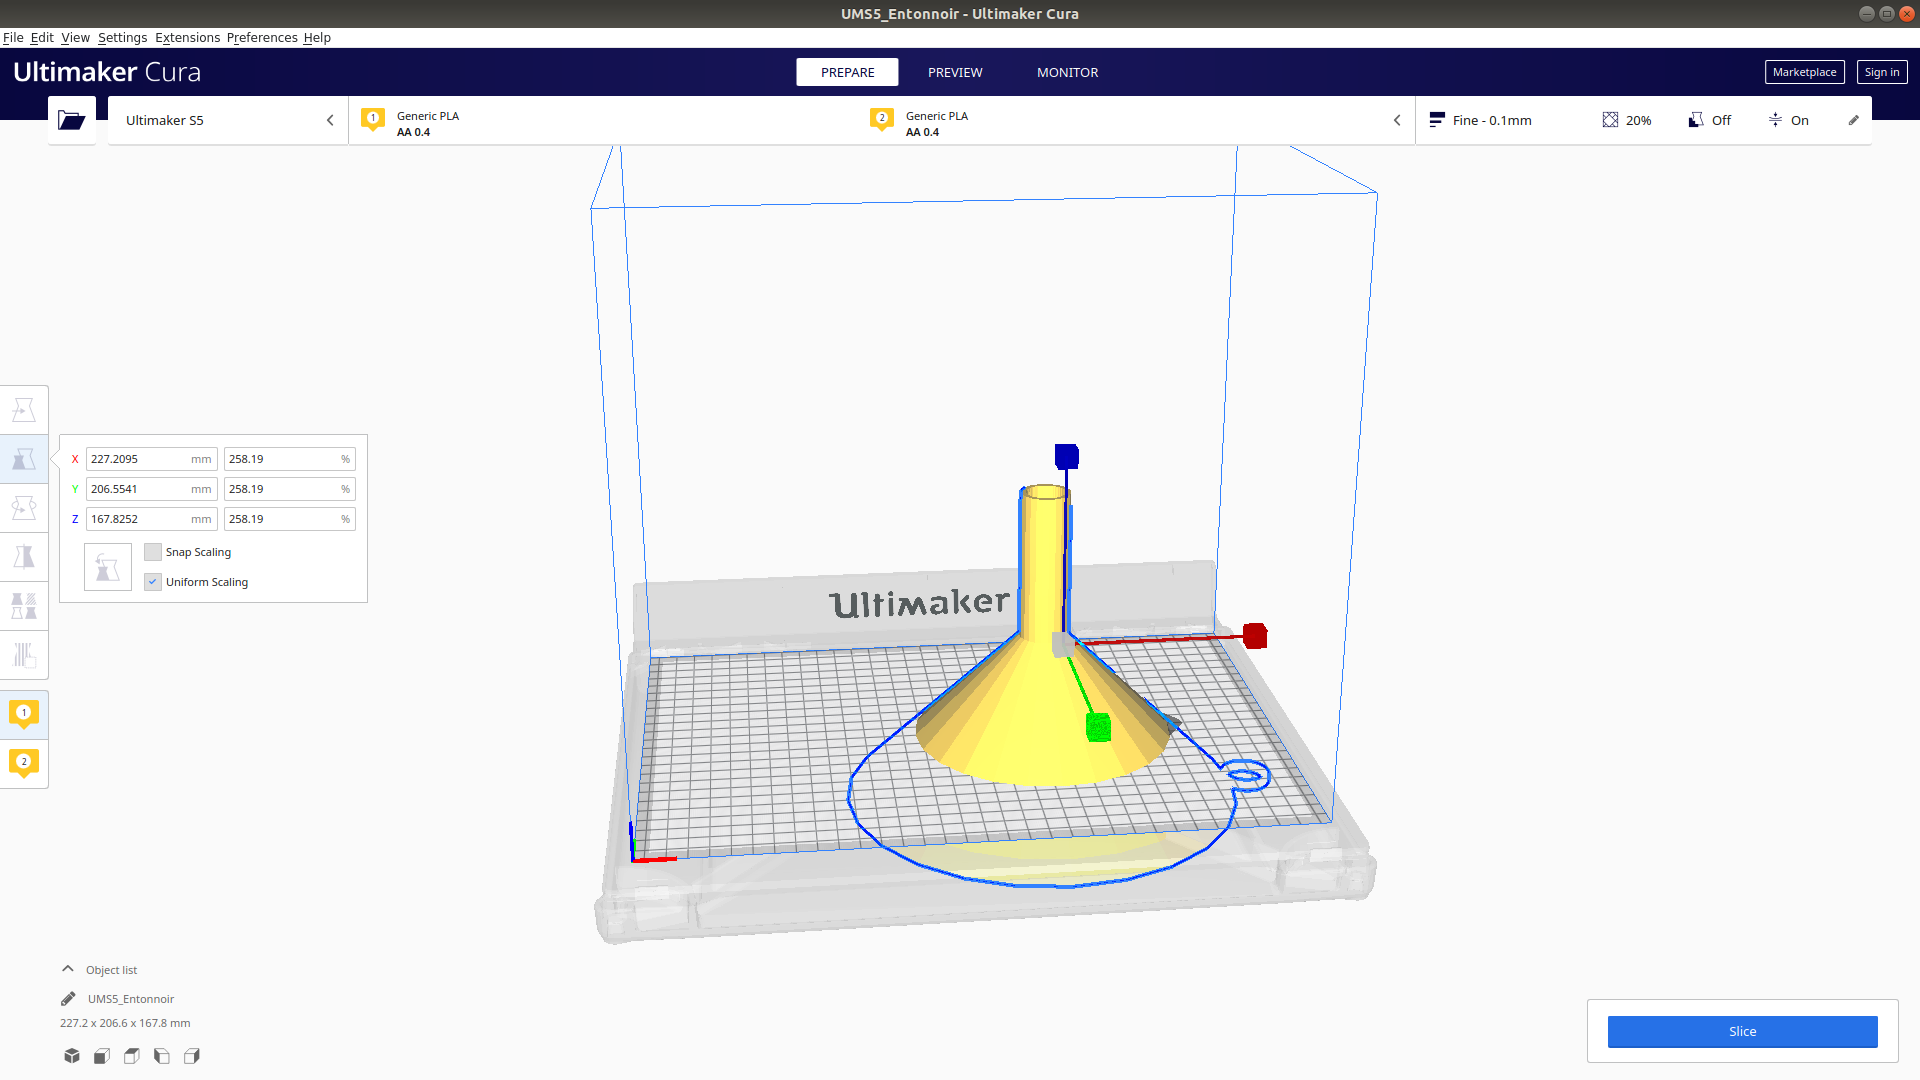 UMS5_Entonnoir - Ultimaker Cura
File Edit View Settings Extensions Preferences Help
Ultimaker Cura
PREPARE
PREVIEW
MONITOR
Marketplace
Sign in
Ultimaker S5
1
Generic PLA
AA 0.4
2
Generic PLA
AA 0.4
Fine - 0.1mm
20%
Off
On
X 227.2095 mm 258.19 %
Y 206.5541 mm 258.19 %
Z 167.8252 mm 258.19 %
Snap Scaling
Uniform Scaling
Ultimaker
1
2
Object list
UMS5_Entonnoir
227.2 x 206.6 x 167.8 mm
Slice